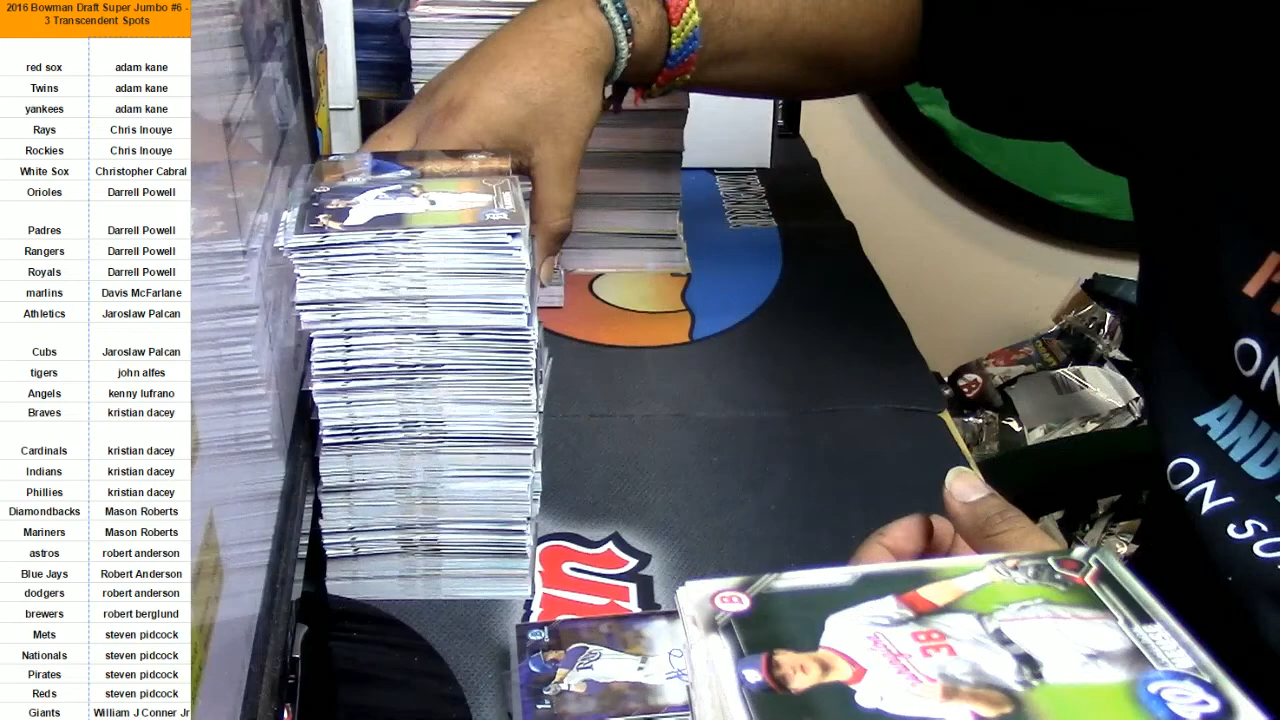 2016 Bowman Draft Super Jumbo #6 -
3 Transcendent Spots
red sox adam kane
Twins adam kane
yankees adam kane
Rays Chris Inouye
Rockies Chris Inouye
White Sox Christopher Cabral
Orioles Darrell Powell
Padres Darrell Powell
Rangers Darrell Powell
Royals Darrell Powell
marlins Davis McFarlane
Athletics Jaroslaw Palcan
Cubs Jaroslaw Palcan
tigers john alfes
Angels kenny lufrano
Braves kristian dacey
Cardinals kristian dacey
Indians kristian dacey
Phillies kristian dacey
Diamondbacks Mason Roberts
Mariners Mason Roberts
astros robert anderson
Blue Jays Robert Anderson
dodgers robert anderson
rewers robert berglund
Mets steven pidcock
Nationals steven pidcock
Pirates steven pidcock
Reds steven pidcock
Giants William J Conner Jr
ON
AND
ON SU
38